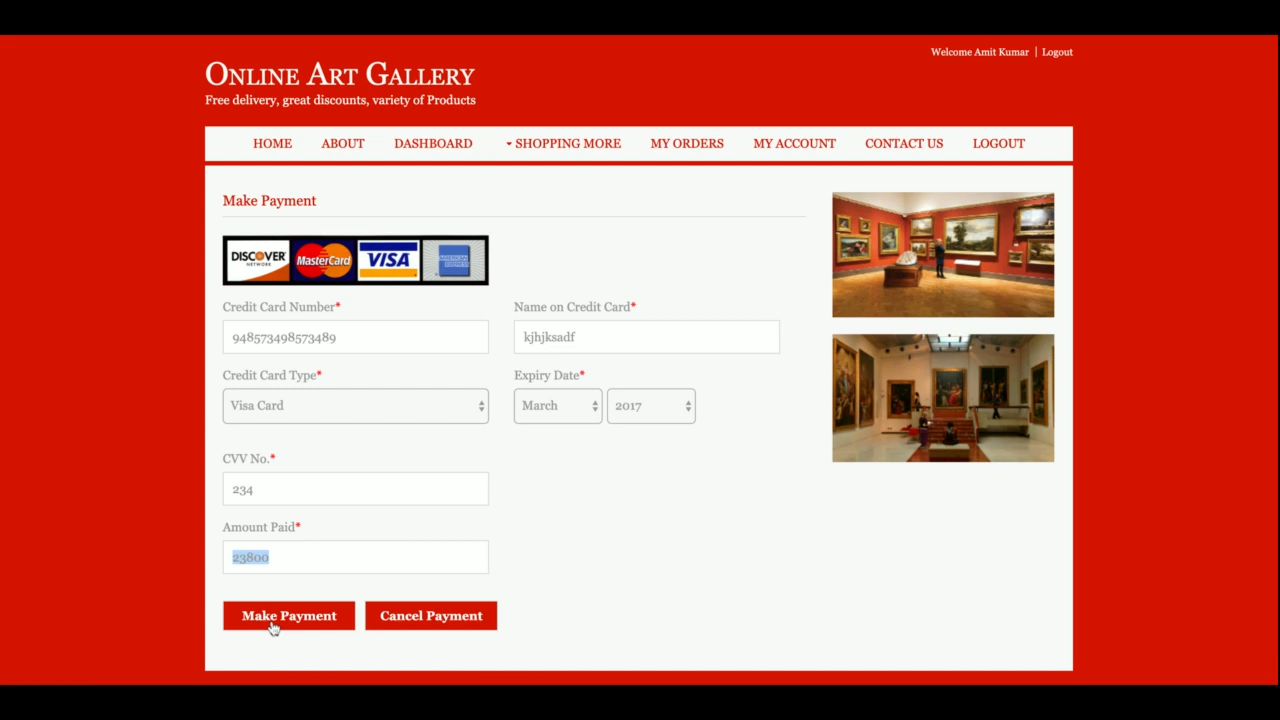 Welcome Amit Kumar | Logout
ONLINE ART GALLERY
Free delivery, great discounts, variety of Products
HOME ABOUT DASHBOARD SHOPPING MORE MY ORDERS MY ACCOUNT CONTACT US LOGOUT
Make Payment
DISCOVER NETWORK MasterCard VISA AMERICAN EXPRESS
Credit Card Number* Name on Credit Card*
948573498573489 kjhjksadf
Credit Card Type* Expiry Date*
Visa Card March 2017
CVV No.*
234
Amount Paid*
23800
Make Payment Cancel Payment